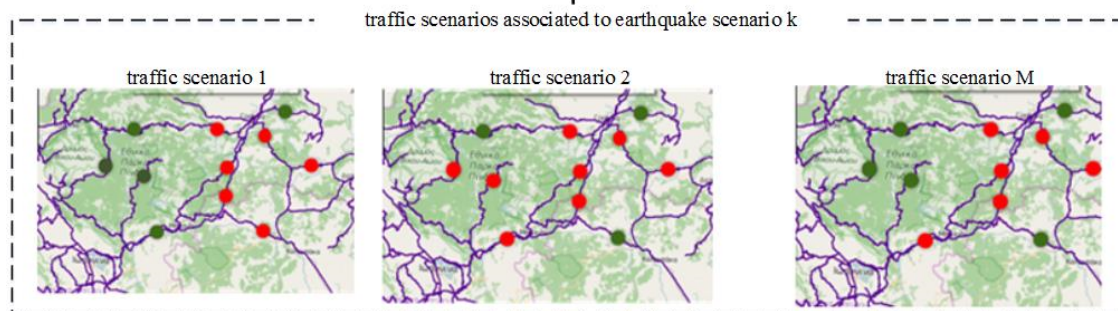 traffic scenarios associated to earthquake scenario k
traffic scenario 1
traffic scenario 2
traffic scenario M